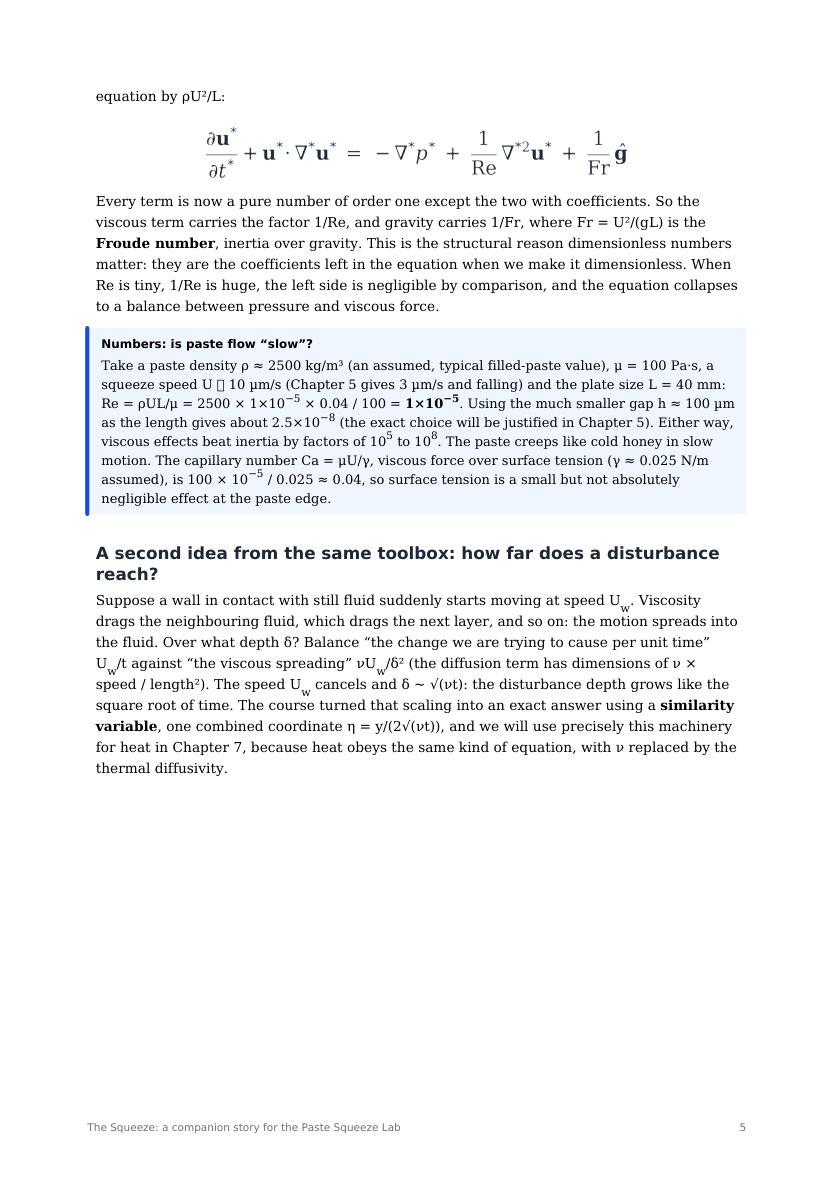 equation by ρU²/L:
∂u*/∂t* + u*· ∇*u* = − ∇*p* + 1/Re ∇*²u* + 1/Fr ĝ
Every term is now a pure number of order one except the two with coefficients. So the
viscous term carries the factor 1/Re, and gravity carries 1/Fr, where Fr = U²/(gL) is the
Froude number, inertia over gravity. This is the structural reason dimensionless numbers
matter: they are the coefficients left in the equation when we make it dimensionless. When
Re is tiny, 1/Re is huge, the left side is negligible by comparison, and the equation collapses
to a balance between pressure and viscous force.
Numbers: is paste flow “slow”?
Take a paste density ρ ≈ 2500 kg/m³ (an assumed, typical filled-paste value), μ = 100 Pa·s, a
squeeze speed U ▯ 10 μm/s (Chapter 5 gives 3 μm/s and falling) and the plate size L = 40 mm:
Re = ρUL/μ = 2500 × 1×10⁻⁵ × 0.04 / 100 = 1×10⁻⁵. Using the much smaller gap h ≈ 100 μm
as the length gives about 2.5×10⁻⁸ (the exact choice will be justified in Chapter 5). Either way,
viscous effects beat inertia by factors of 10⁵ to 10⁸. The paste creeps like cold honey in slow
motion. The capillary number Ca = μU/γ, viscous force over surface tension (γ ≈ 0.025 N/m
assumed), is 100 × 10⁻⁵ / 0.025 ≈ 0.04, so surface tension is a small but not absolutely
negligible effect at the paste edge.
A second idea from the same toolbox: how far does a disturbance
reach?
Suppose a wall in contact with still fluid suddenly starts moving at speed U_w. Viscosity
drags the neighbouring fluid, which drags the next layer, and so on: the motion spreads into
the fluid. Over what depth δ? Balance “the change we are trying to cause per unit time”
U_w/t against “the viscous spreading” νU_w/δ² (the diffusion term has dimensions of ν ×
speed / length²). The speed U_w cancels and δ ~ √(νt): the disturbance depth grows like the
square root of time. The course turned that scaling into an exact answer using a similarity
variable, one combined coordinate η = y/(2√(νt)), and we will use precisely this machinery
for heat in Chapter 7, because heat obeys the same kind of equation, with ν replaced by the
thermal diffusivity.
The Squeeze: a companion story for the Paste Squeeze Lab
5